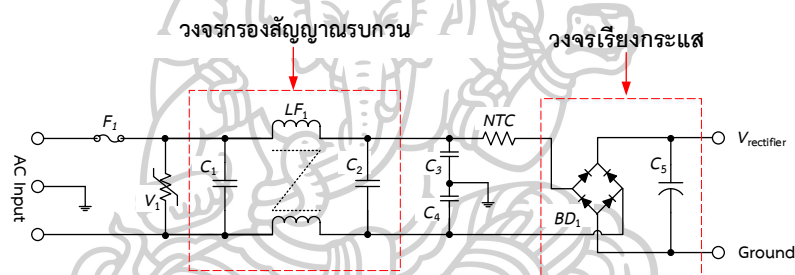 วงจรกรองสัญญาณรบกวน
วงจรเรียงกระแส
F1
LF1
NTC
C1
C2
C3
C4
C5
V1
BD1
AC Input
Vrectifier
Ground